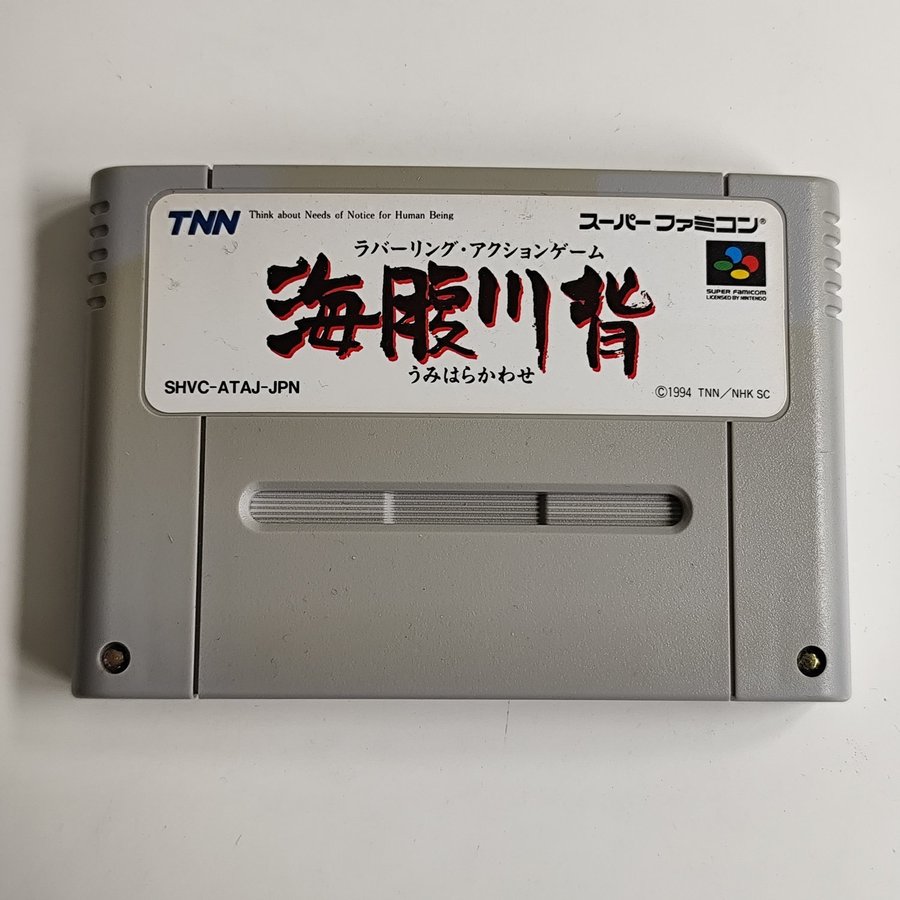 TNN Think about Needs of Notice for Human Being
スーパーファミコン®
ラバーリング・アクションゲーム
海腹川背
うみはらかわせ
SUPER FAMICOM
LICENSED BY NINTENDO
SHVC-ATAJ-JPN
©1994 TNN／NHK SC